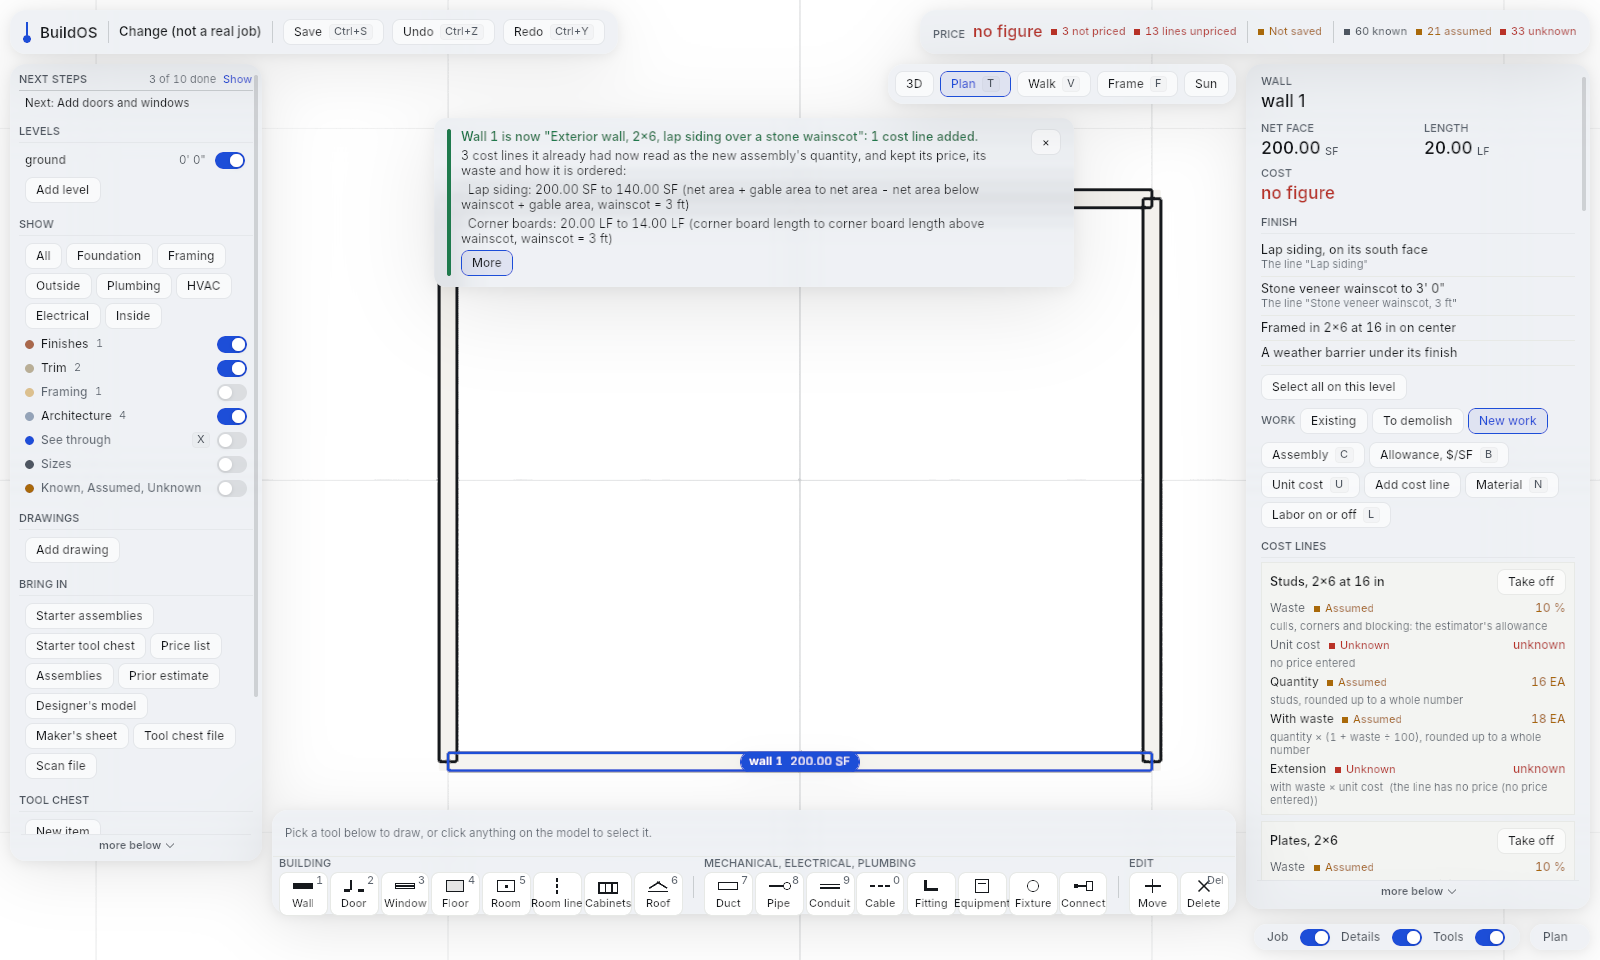 BuildOS
Change (not a real job)
Save Ctrl+S
Undo Ctrl+Z
Redo Ctrl+Y
PRICE no figure
3 not priced
13 lines unpriced
Not saved
60 known
21 assumed
33 unknown
NEXT STEPS 3 of 10 done Show
Next: Add doors and windows
LEVELS
ground 0' 0"
Add level
SHOW
All Foundation Framing
Outside Plumbing HVAC
Electrical Inside
Finishes 1
Trim 2
Framing 1
Architecture 4
See through X
Sizes
Known, Assumed, Unknown
DRAWINGS
Add drawing
BRING IN
Starter assemblies
Starter tool chest Price list
Assemblies Prior estimate
Designer's model
Maker's sheet Tool chest file
Scan file
TOOL CHEST
New item
more below
3D
Plan T
Walk V
Frame F
Sun
Wall 1 is now "Exterior wall, 2×6, lap siding over a stone wainscot": 1 cost line added.
×
3 cost lines it already had now read as the new assembly's quantity, and kept its price, its
waste and how it is ordered:
Lap siding: 200.00 SF to 140.00 SF (net area + gable area to net area - net area below
wainscot + gable area, wainscot = 3 ft)
Corner boards: 20.00 LF to 14.00 LF (corner board length to corner board length above
wainscot, wainscot = 3 ft)
More
wall 1 200.00 SF
Pick a tool below to draw, or click anything on the model to select it.
BUILDING
1 Wall
2 Door
3 Window
4 Floor
5 Room
Room line
Cabinets
6 Roof
MECHANICAL, ELECTRICAL, PLUMBING
7 Duct
8 Pipe
9 Conduit
0 Cable
Fitting
Equipment
Fixture
Connect
EDIT
Move
Del Delete
WALL
wall 1
NET FACE LENGTH
200.00 SF 20.00 LF
COST
no figure
FINISH
Lap siding, on its south face
The line "Lap siding"
Stone veneer wainscot to 3' 0"
The line "Stone veneer wainscot, 3 ft"
Framed in 2×6 at 16 in on center
A weather barrier under its finish
Select all on this level
WORK Existing To demolish New work
Assembly C Allowance, $/SF B
Unit cost U Add cost line Material N
Labor on or off L
COST LINES
Studs, 2×6 at 16 in Take off
Waste Assumed 10 %
culls, corners and blocking: the estimator's allowance
Unit cost Unknown unknown
no price entered
Quantity Assumed 16 EA
studs, rounded up to a whole number
With waste Assumed 18 EA
quantity × (1 + waste ÷ 100), rounded up to a whole
number
Extension Unknown unknown
with waste × unit cost (the line has no price (no price
entered))
Plates, 2×6 Take off
Waste Assumed 10 %
more below
Job Details Tools Plan